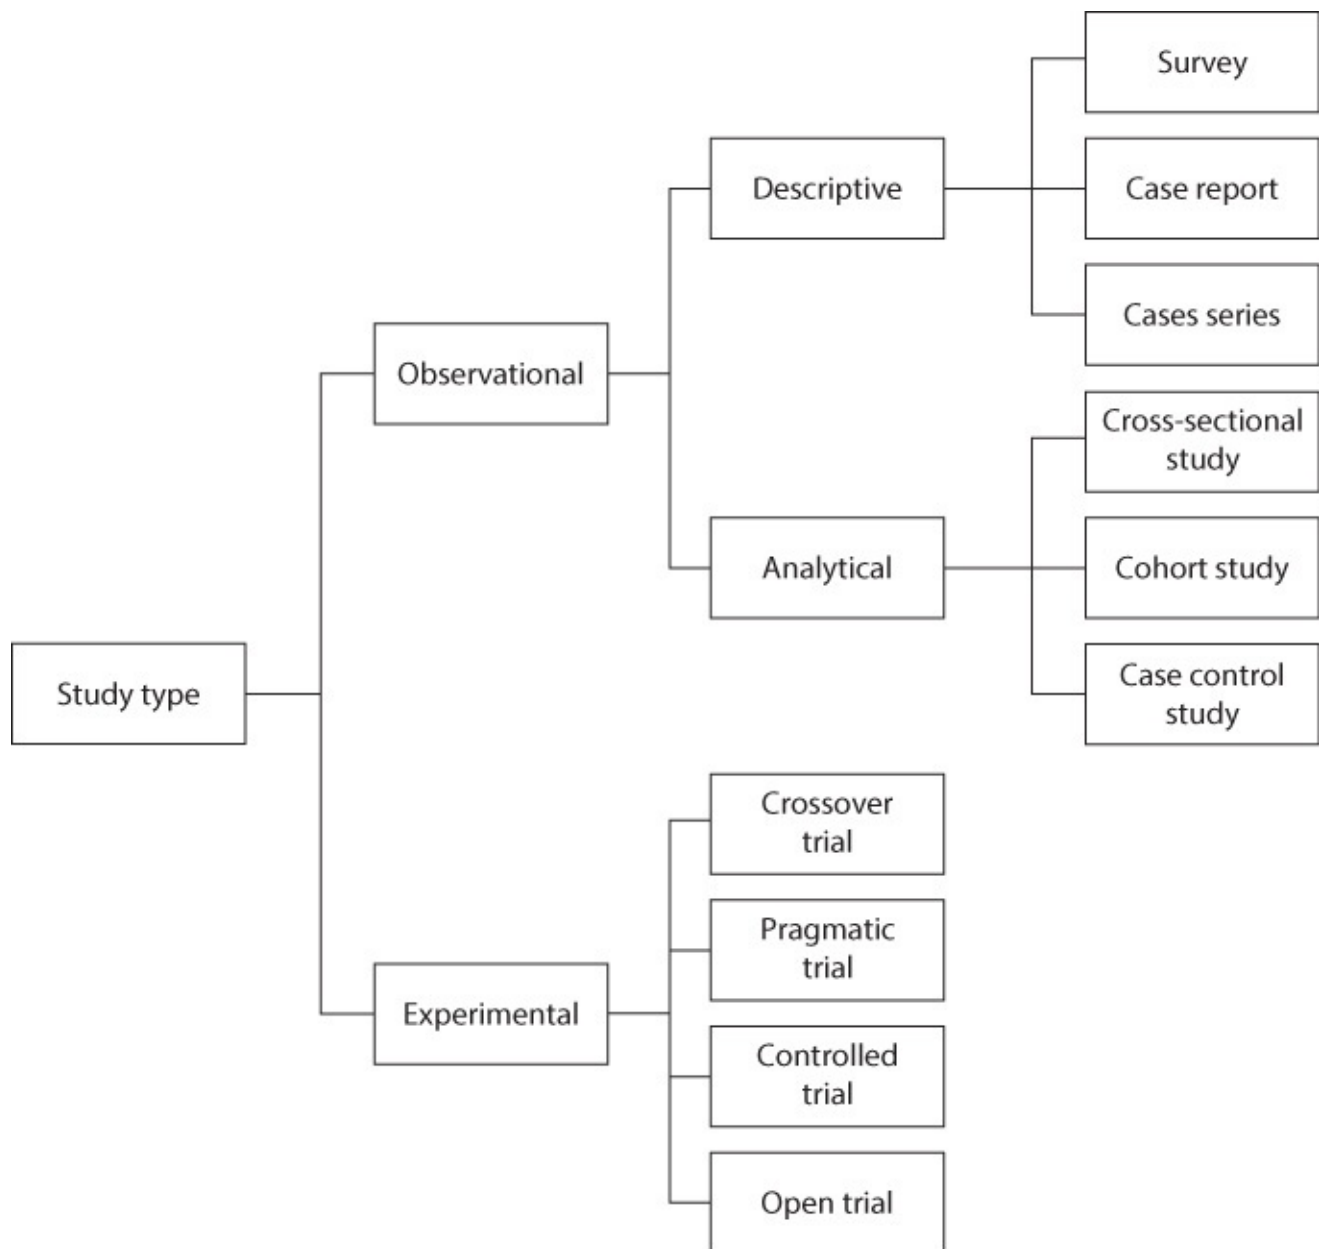 Survey
Descriptive
Case report
Cases series
Observational
Cross-sectional
study
Analytical
Cohort study
Case control
study
Study type
Crossover
trial
Pragmatic
trial
Experimental
Controlled
trial
Open trial